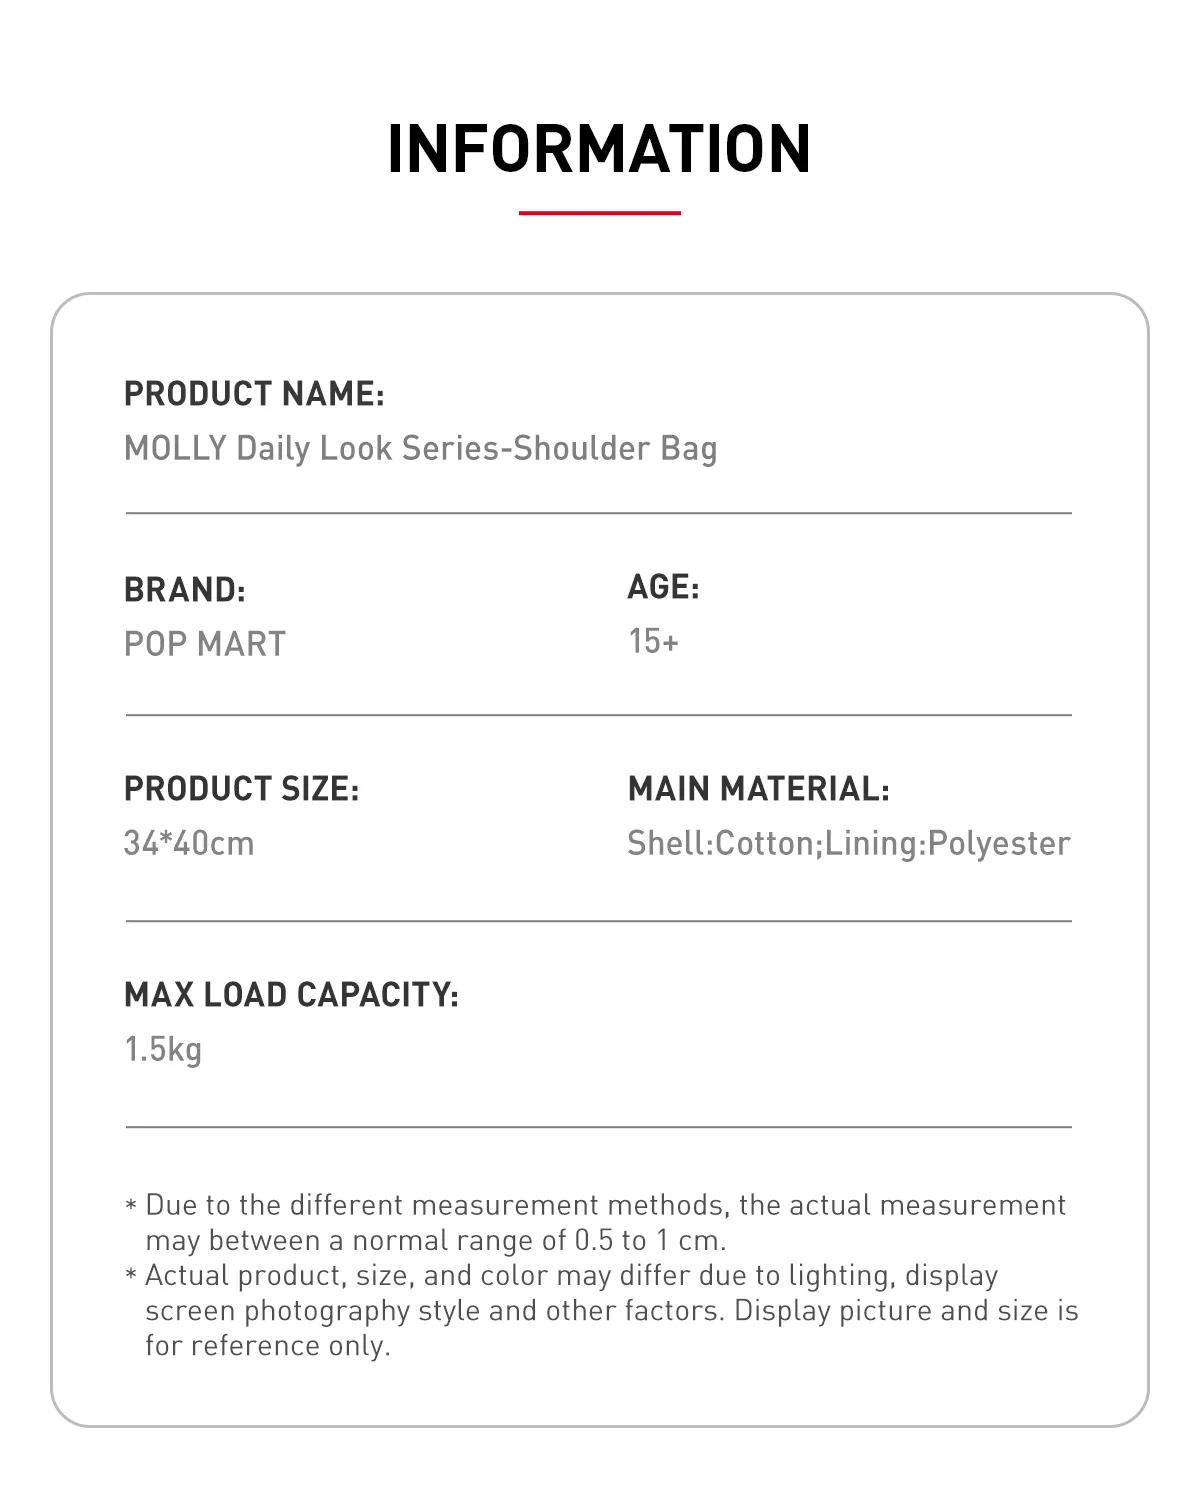 INFORMATION
PRODUCT NAME:
MOLLY Daily Look Series-Shoulder Bag
BRAND:
POP MART
AGE:
15+
PRODUCT SIZE:
34*40cm
MAIN MATERIAL:
Shell:Cotton;Lining:Polyester
MAX LOAD CAPACITY:
1.5kg
* Due to the different measurement methods, the actual measurement
may between a normal range of 0.5 to 1 cm.
* Actual product, size, and color may differ due to lighting, display
screen photography style and other factors. Display picture and size is
for reference only.